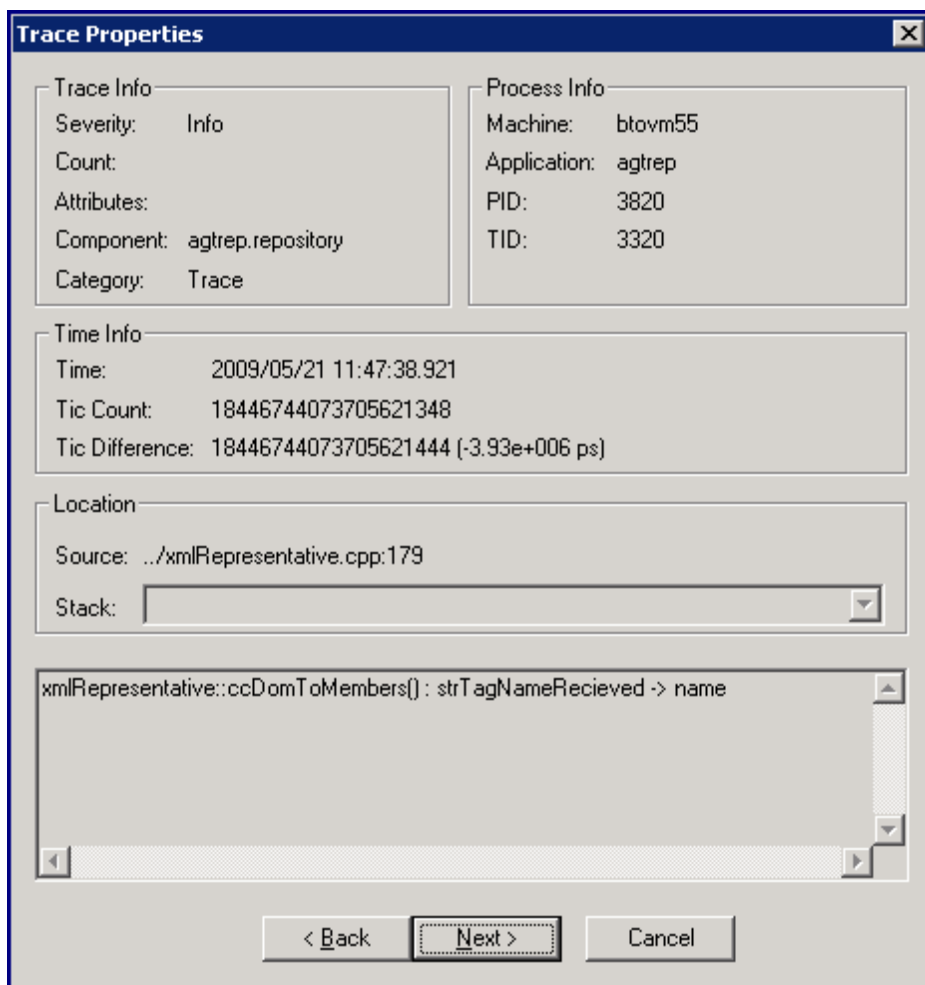 Trace Properties
Trace Info
Severity: Info
Count:
Attributes:
Component: agtrep.repository
Category: Trace
Process Info
Machine: btovm55
Application: agtrep
PID: 3820
TID: 3320
Time Info
Time: 2009/05/21 11:47:38.921
Tic Count: 18446744073705621348
Tic Difference: 18446744073705621444 (-3.93e+006 ps)
Location
Source: ../xmlRepresentative.cpp:179
Stack:
xmlRepresentative::ccDomToMembers() : strTagNameRecieved -> name
< Back Next > Cancel